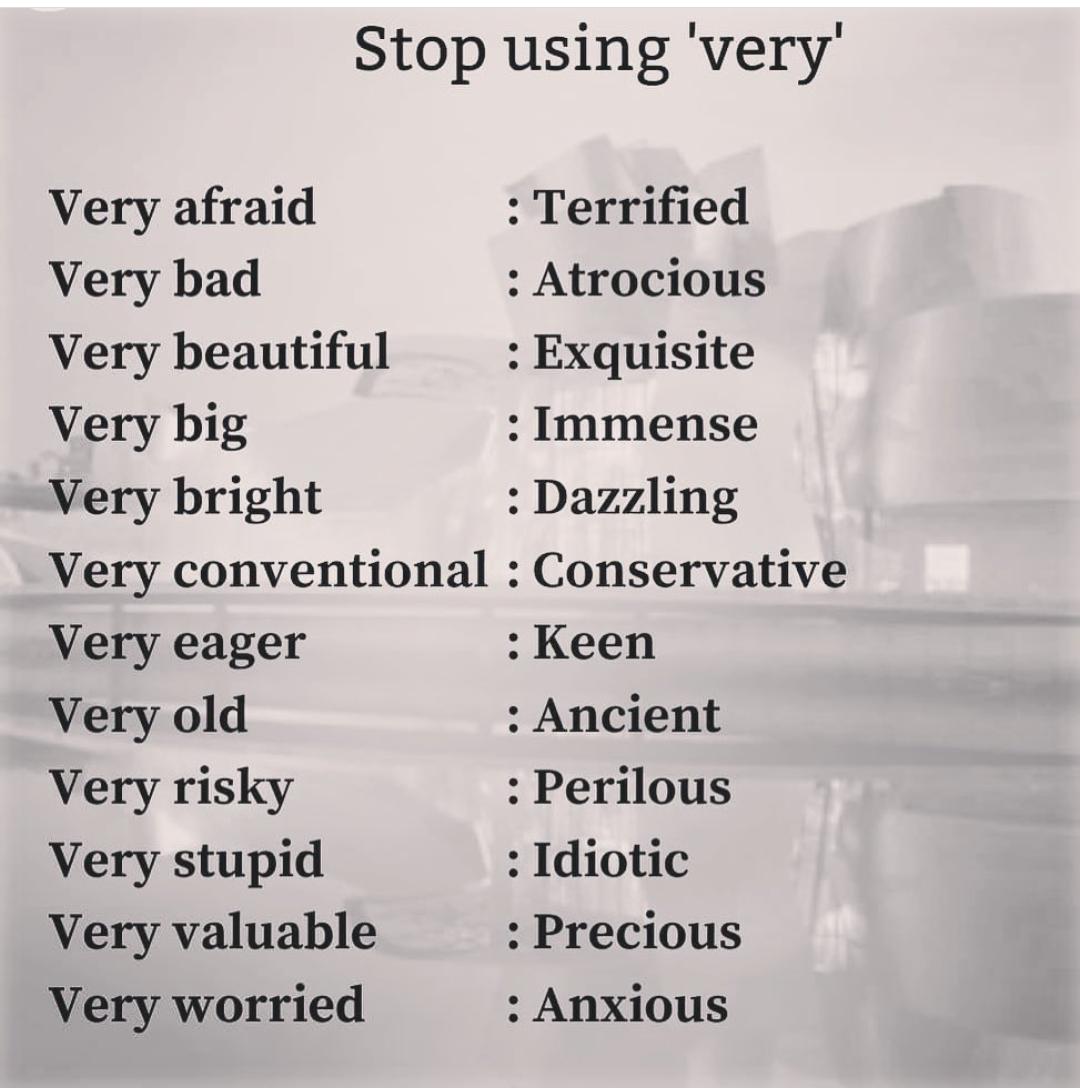 Stop using 'very'
Very afraid : Terrified
Very bad : Atrocious
Very beautiful : Exquisite
Very big : Immense
Very bright : Dazzling
Very conventional : Conservative
Very eager : Keen
Very old : Ancient
Very risky : Perilous
Very stupid : Idiotic
Very valuable : Precious
Very worried : Anxious